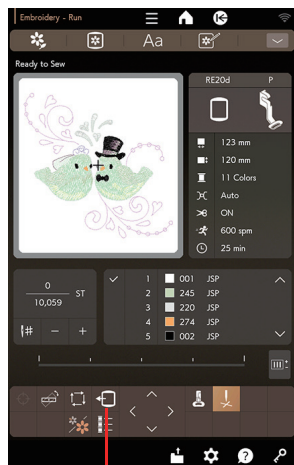 Embroidery - Run
Aa
Ready to Sew
RE20d P
123 mm
120 mm
11 Colors
Auto
ON
600 spm
25 min
0
10,059
ST
# - +
✓ 1 001 JSP
2 245 JSP
3 220 JSP
4 274 JSP
5 002 JSP
?